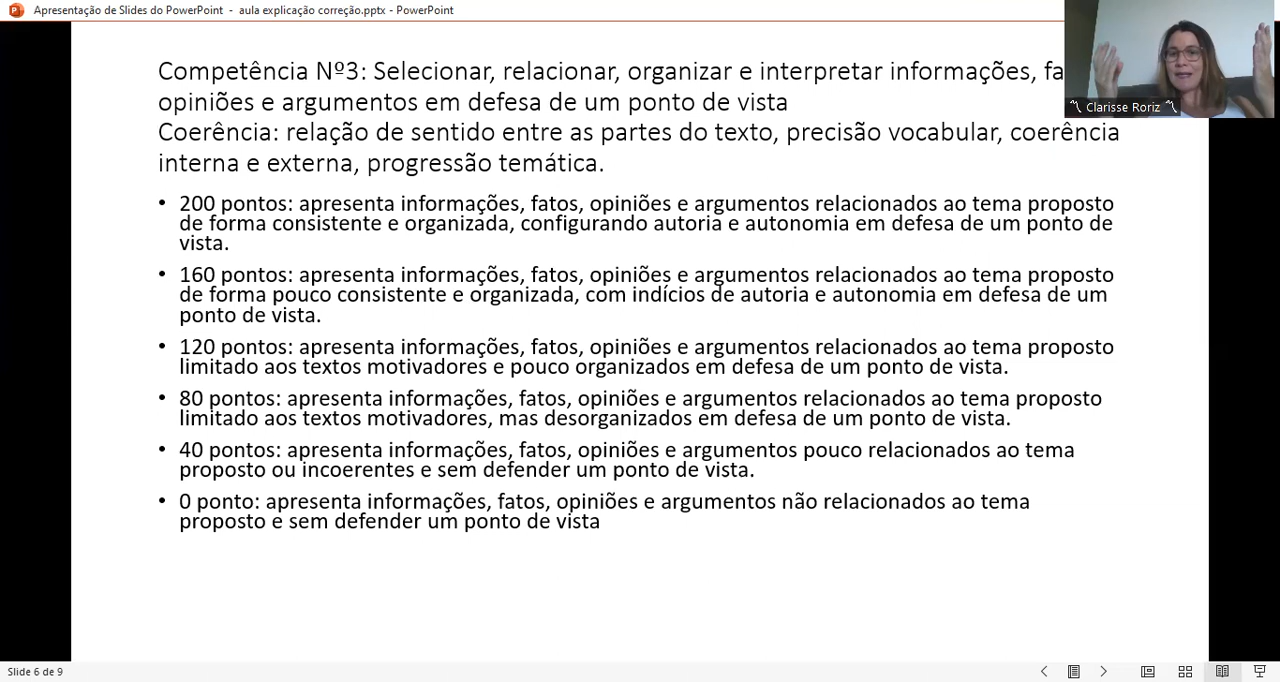 Apresentação de Slides do PowerPoint - aula explicação correção.pptx - PowerPoint
Competência Nº3: Selecionar, relacionar, organizar e interpretar informações,
opiniões e argumentos em defesa de um ponto de vista
Coerência: relação de sentido entre as partes do texto, precisão vocabular, coerência
interna e externa, progressão temática.
Clarisse Roriz
• 200 pontos: apresenta informações, fatos, opiniões e argumentos relacionados ao tema proposto
de forma consistente e organizada, configurando autoria e autonomia em defesa de um ponto de
vista.
• 160 pontos: apresenta informações, fatos, opiniões e argumentos relacionados ao tema proposto
de forma pouco consistente e organizada, com indícios de autoria e autonomia em defesa de um
ponto de vista.
• 120 pontos: apresenta informações, fatos, opiniões e argumentos relacionados ao tema proposto
limitado aos textos motivadores e pouco organizados em defesa de um ponto de vista.
• 80 pontos: apresenta informações, fatos, opiniões e argumentos relacionados ao tema proposto
limitado aos textos motivadores, mas desorganizados em defesa de um ponto de vista.
• 40 pontos: apresenta informações, fatos, opiniões e argumentos pouco relacionados ao tema
proposto ou incoerentes e sem defender um ponto de vista.
• 0 ponto: apresenta informações, fatos, opiniões e argumentos não relacionados ao tema
proposto e sem defender um ponto de vista
Slide 6 de 9